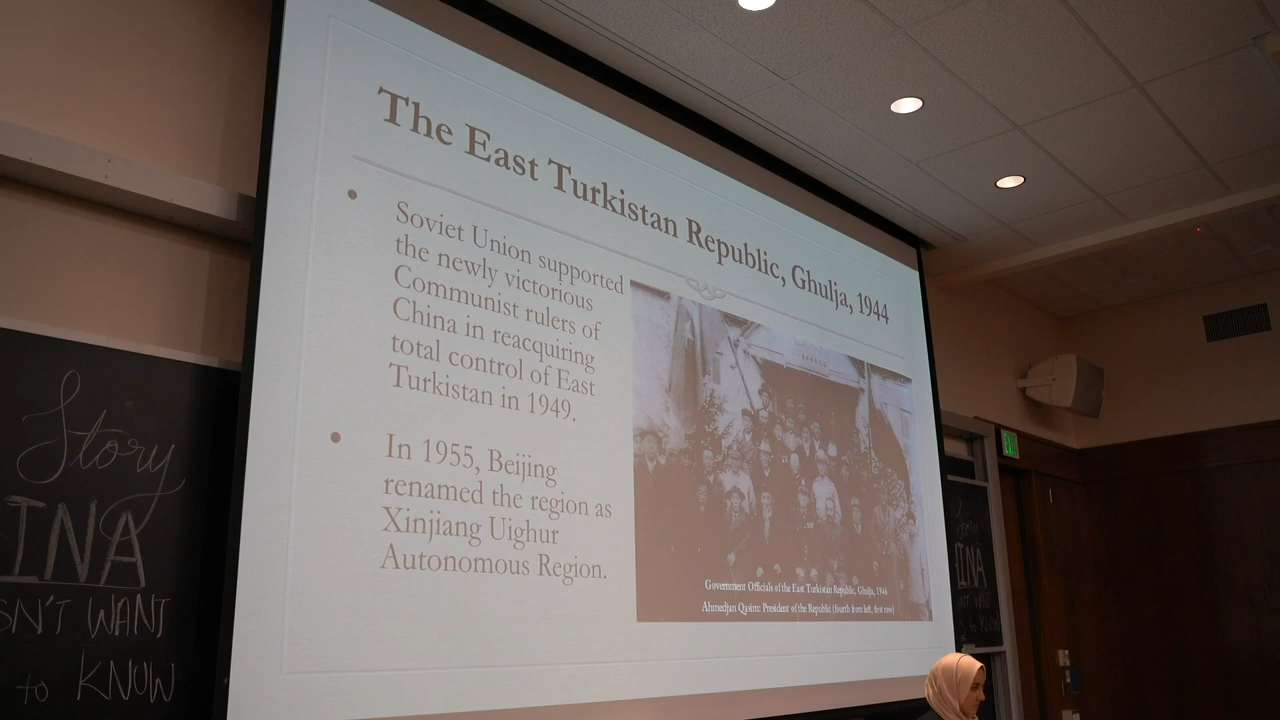 The East Turkistan Republic, Ghulja, 1944
Soviet Union supported
the newly victorious
Communist rulers of
China in reacquiring
total control of East
Turkistan in 1949.
In 1955, Beijing
renamed the region as
Xinjiang Uighur
Autonomous Region.
Government Officials of the East Turkistan Republic, Ghulja, 1946
Ahmedjan Qasim: President of the Republic (fourth from left, first row)
Story
INA
SN'T WANT
to KNOW
INA